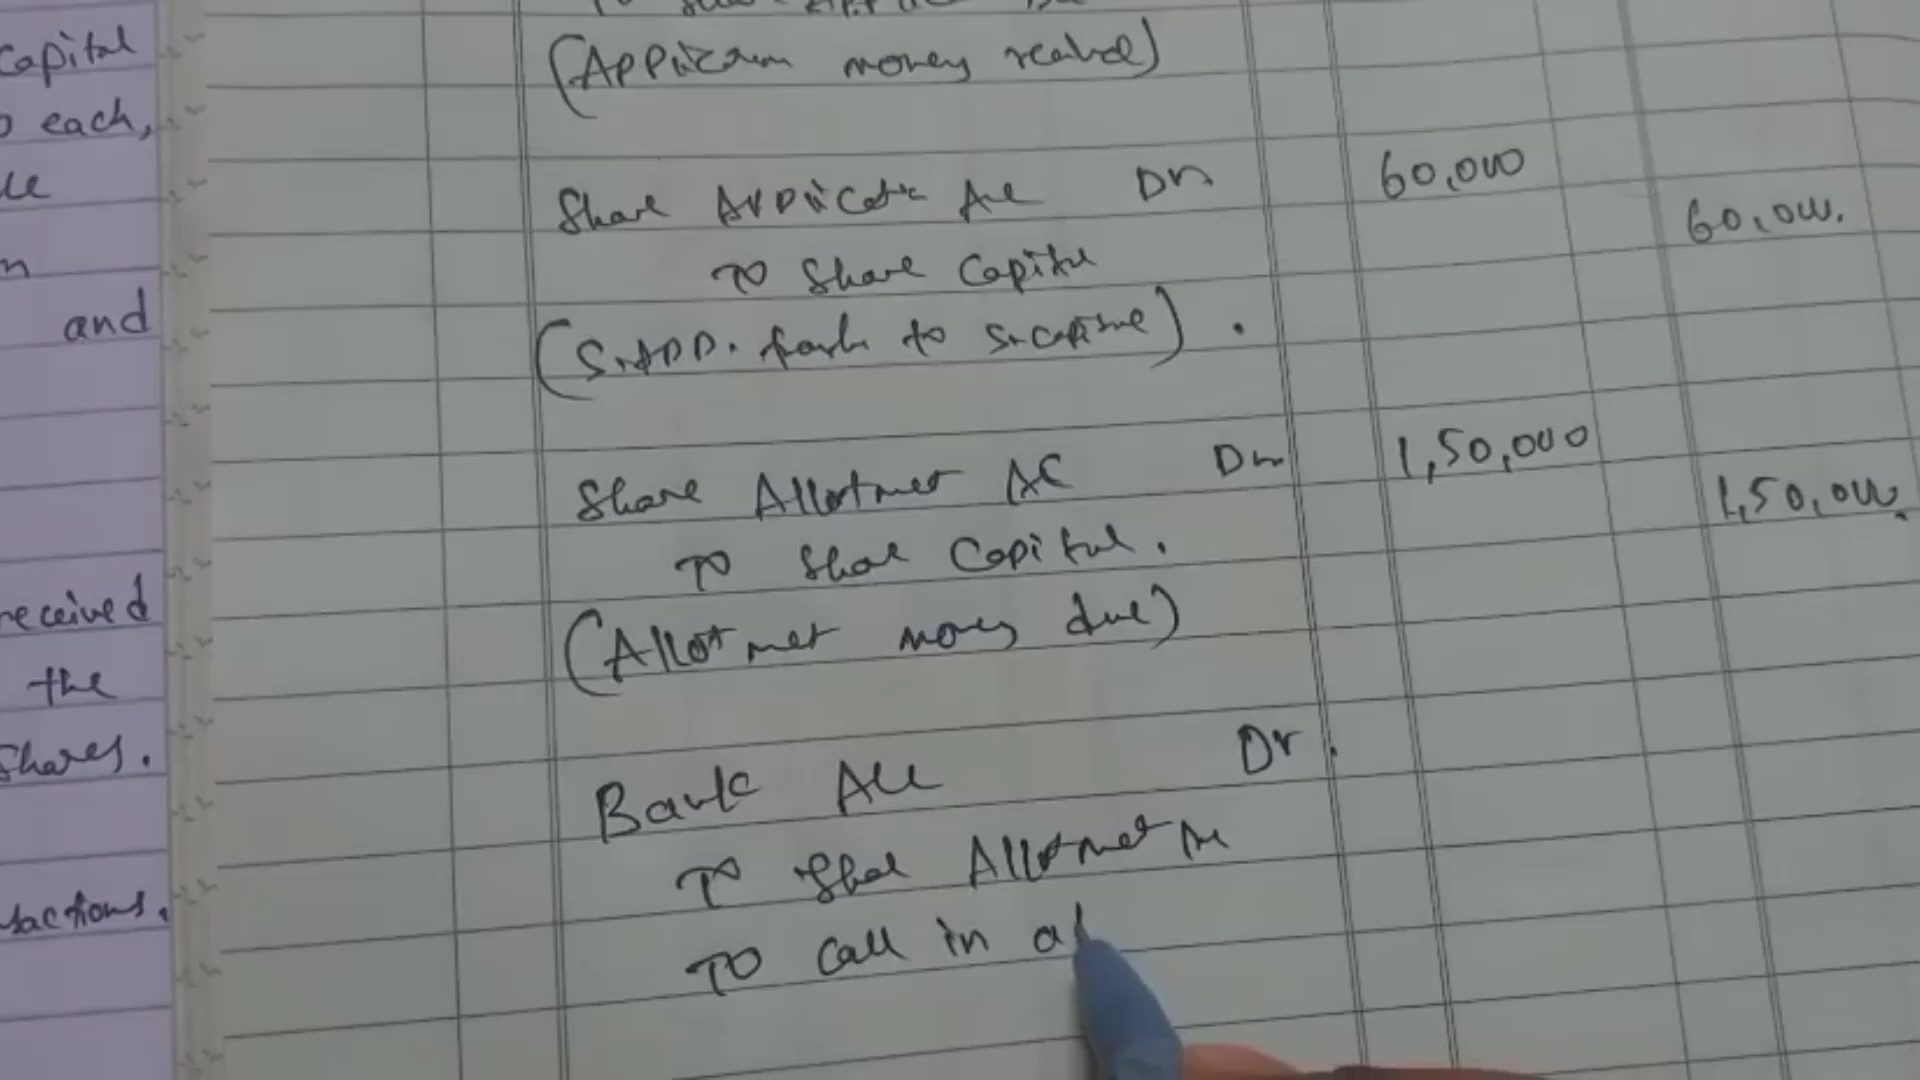 Capital
each,
and
received
the
Shares.
(Application money received)
Share Application A/c Dr. 60,000
To Share Capital 60,000.
(S. App. to S. Capital).
Share Allotment A/C Dr 1,50,000
To Share Capital. 1,50,000.
(Allotment money due)
Bank A/c Dr.
To Share Allotment A/c
To Call in a